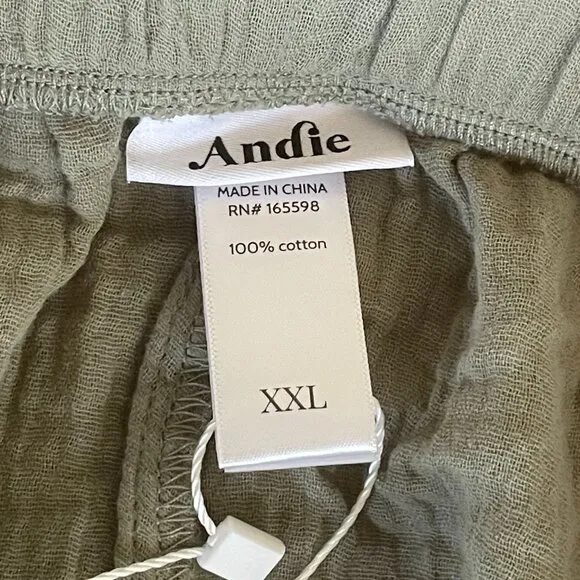 Andie
MADE IN CHINA
RN# 165598
100% cotton
XXL